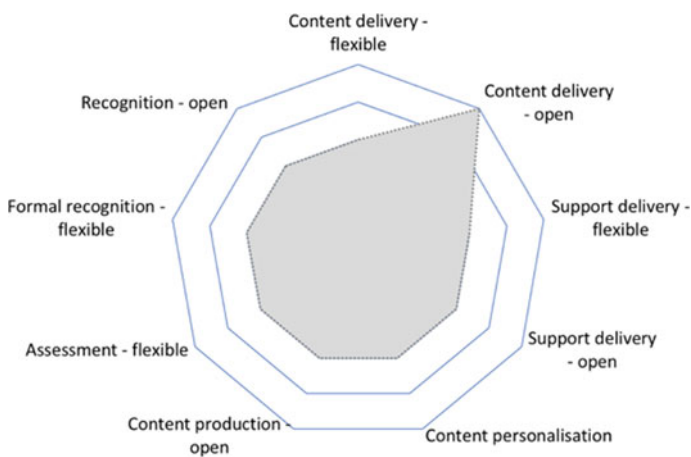 Content delivery -
flexible
Content delivery
- open
Support delivery -
flexible
Support delivery
- open
Content personalisation
Content production -
open
Assessment - flexible
Formal recognition -
flexible
Recognition - open